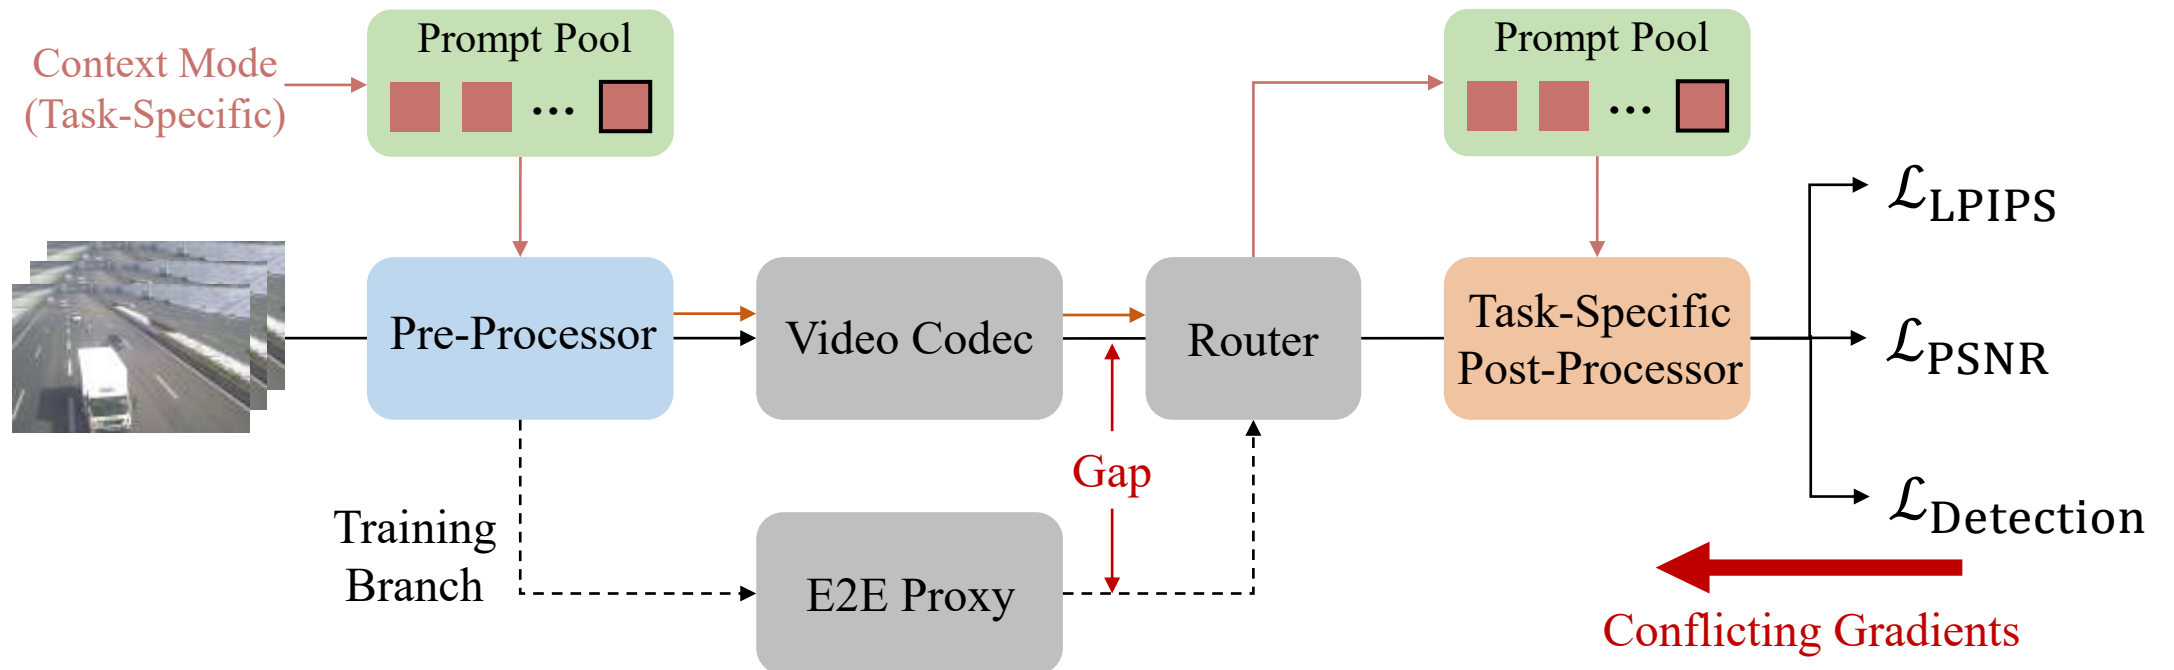 Context Mode
(Task-Specific)
Prompt Pool
...
Prompt Pool
...
Pre-Processor
Video Codec
Router
Task-Specific
Post-Processor
ℒLPIPS
ℒPSNR
ℒDetection
Gap
Training
Branch
E2E Proxy
Conflicting Gradients